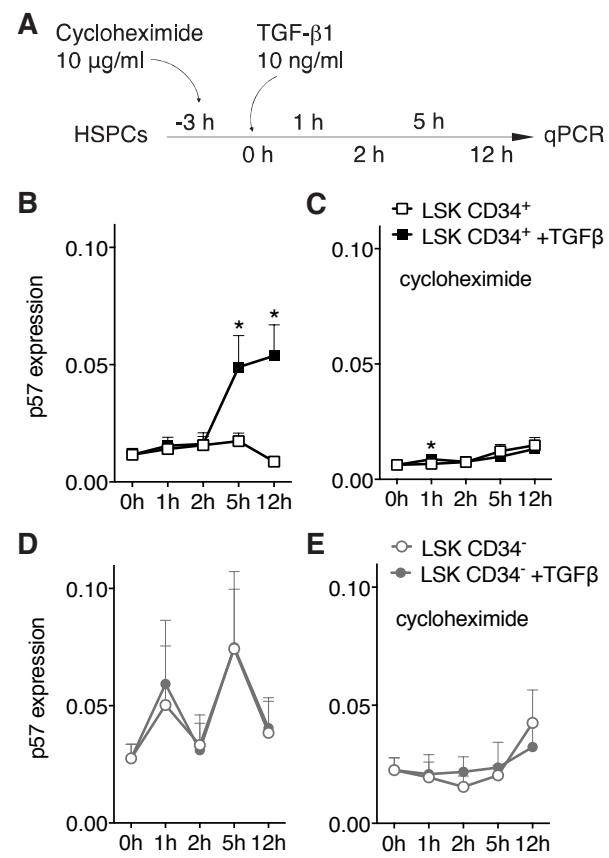 A
Cycloheximide
10 µg/ml
TGF-β1
10 ng/ml
-3 h
1 h
5 h
HSPCs
qPCR
0 h
2 h
12 h
B
p57 expression
0.10
0.05
0.00
*
*
0h 1h 2h 5h 12h
C
LSK CD34+
LSK CD34+ +TGFβ
cycloheximide
0.10
0.05
0.00
*
0h 1h 2h 5h 12h
D
p57 expression
0.10
0.05
0.00
0h 1h 2h 5h 12h
E
LSK CD34-
LSK CD34- +TGFβ
cycloheximide
0.10
0.05
0.00
0h 1h 2h 5h 12h